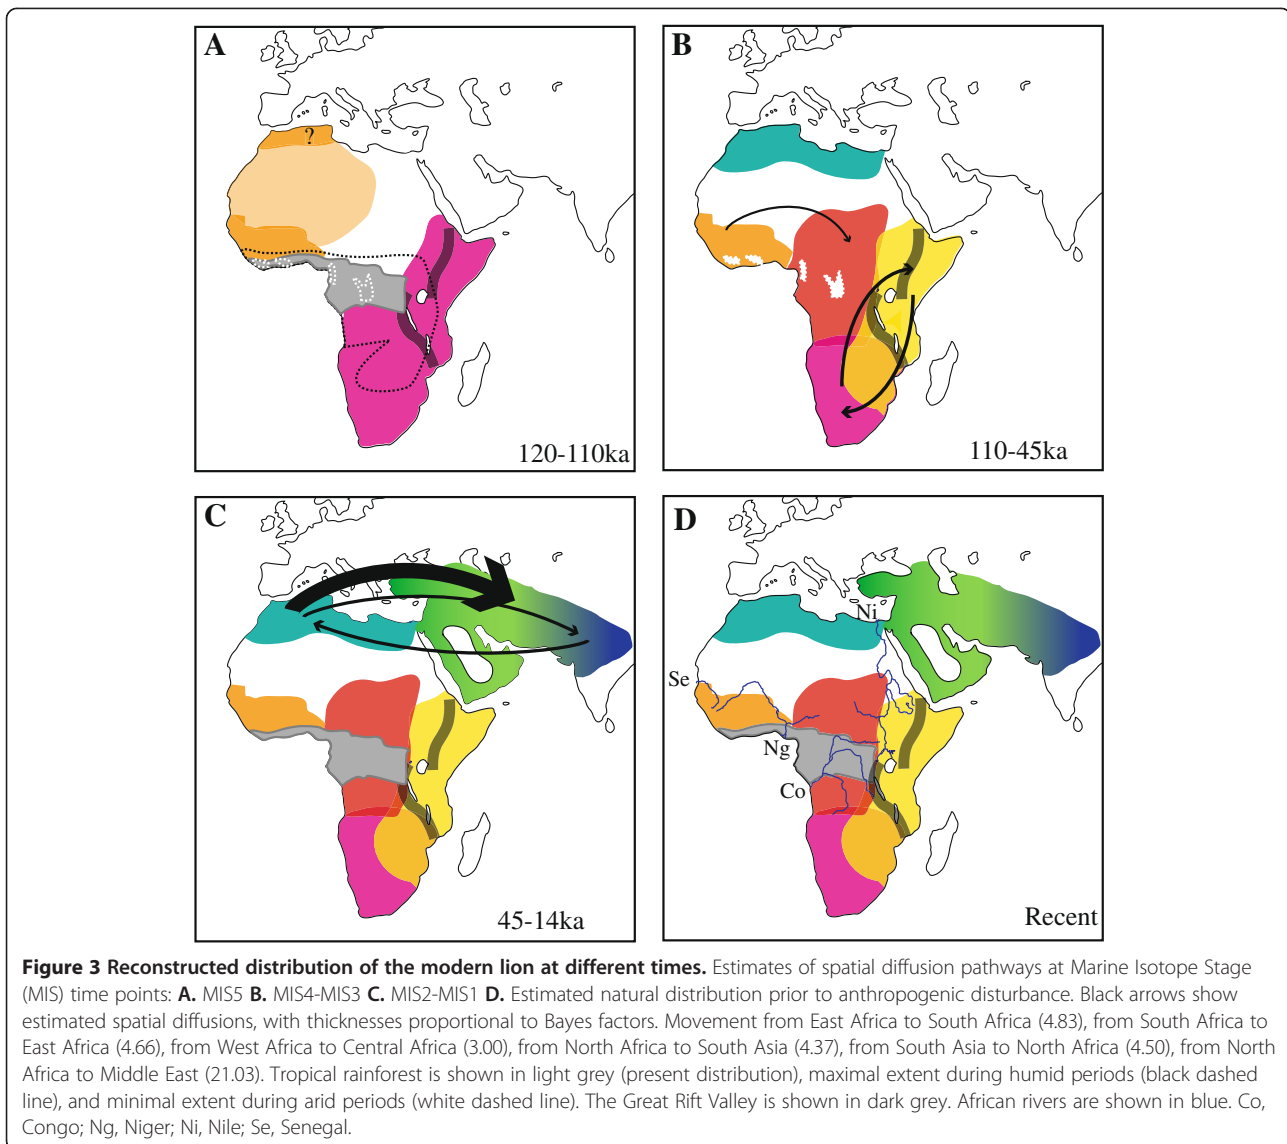 A
?
120-110ka
B
110-45ka
C
45-14ka
D
Ni
Se
Ng
Co
Recent
Figure 3 Reconstructed distribution of the modern lion at different times. Estimates of spatial diffusion pathways at Marine Isotope Stage
(MIS) time points: A. MIS5 B. MIS4-MIS3 C. MIS2-MIS1 D. Estimated natural distribution prior to anthropogenic disturbance. Black arrows show
estimated spatial diffusions, with thicknesses proportional to Bayes factors. Movement from East Africa to South Africa (4.83), from South Africa to
East Africa (4.66), from West Africa to Central Africa (3.00), from North Africa to South Asia (4.37), from South Asia to North Africa (4.50), from North
Africa to Middle East (21.03). Tropical rainforest is shown in light grey (present distribution), maximal extent during humid periods (black dashed
line), and minimal extent during arid periods (white dashed line). The Great Rift Valley is shown in dark grey. African rivers are shown in blue. Co,
Congo; Ng, Niger; Ni, Nile; Se, Senegal.